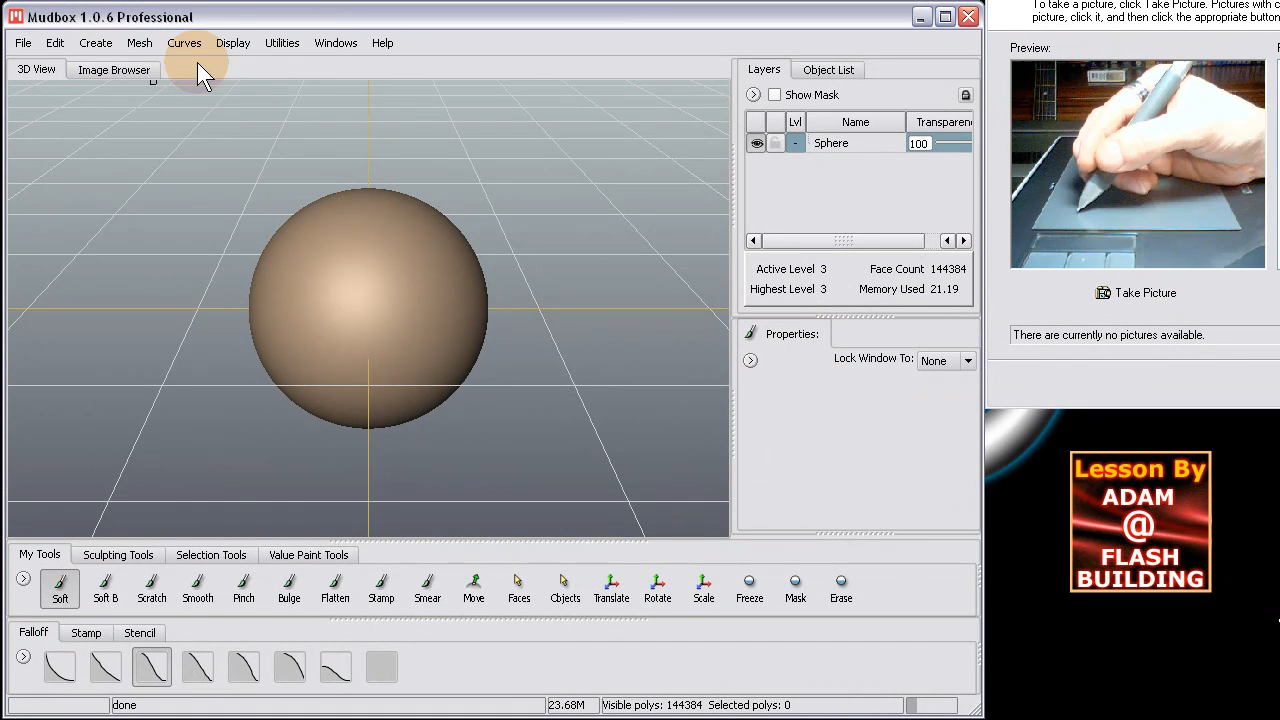 Mudbox 1.0.6 Professional
File Edit Create Mesh Curves Display Utilities Windows Help
3D View Image Browser
Layers Object List
Show Mask
Lvl Name Transparen
- Sphere 100
Active Level 3 Face Count 144384
Highest Level 3 Memory Used 21.19
Properties:
Lock Window To: None
My Tools Sculpting Tools Selection Tools Value Paint Tools
Soft Soft B Scratch Smooth Pinch Bulge Flatten Stamp Smear Move Faces Objects Translate Rotate Scale Freeze Mask Erase
Falloff Stamp Stencil
done 23.68M Visible polys: 144384 Selected polys: 0
To take a picture, click Take Picture. Pictures with c
picture, click it, and then click the appropriate button
Preview:
Take Picture
There are currently no pictures available.
Lesson By
ADAM
@
FLASH
BUILDING